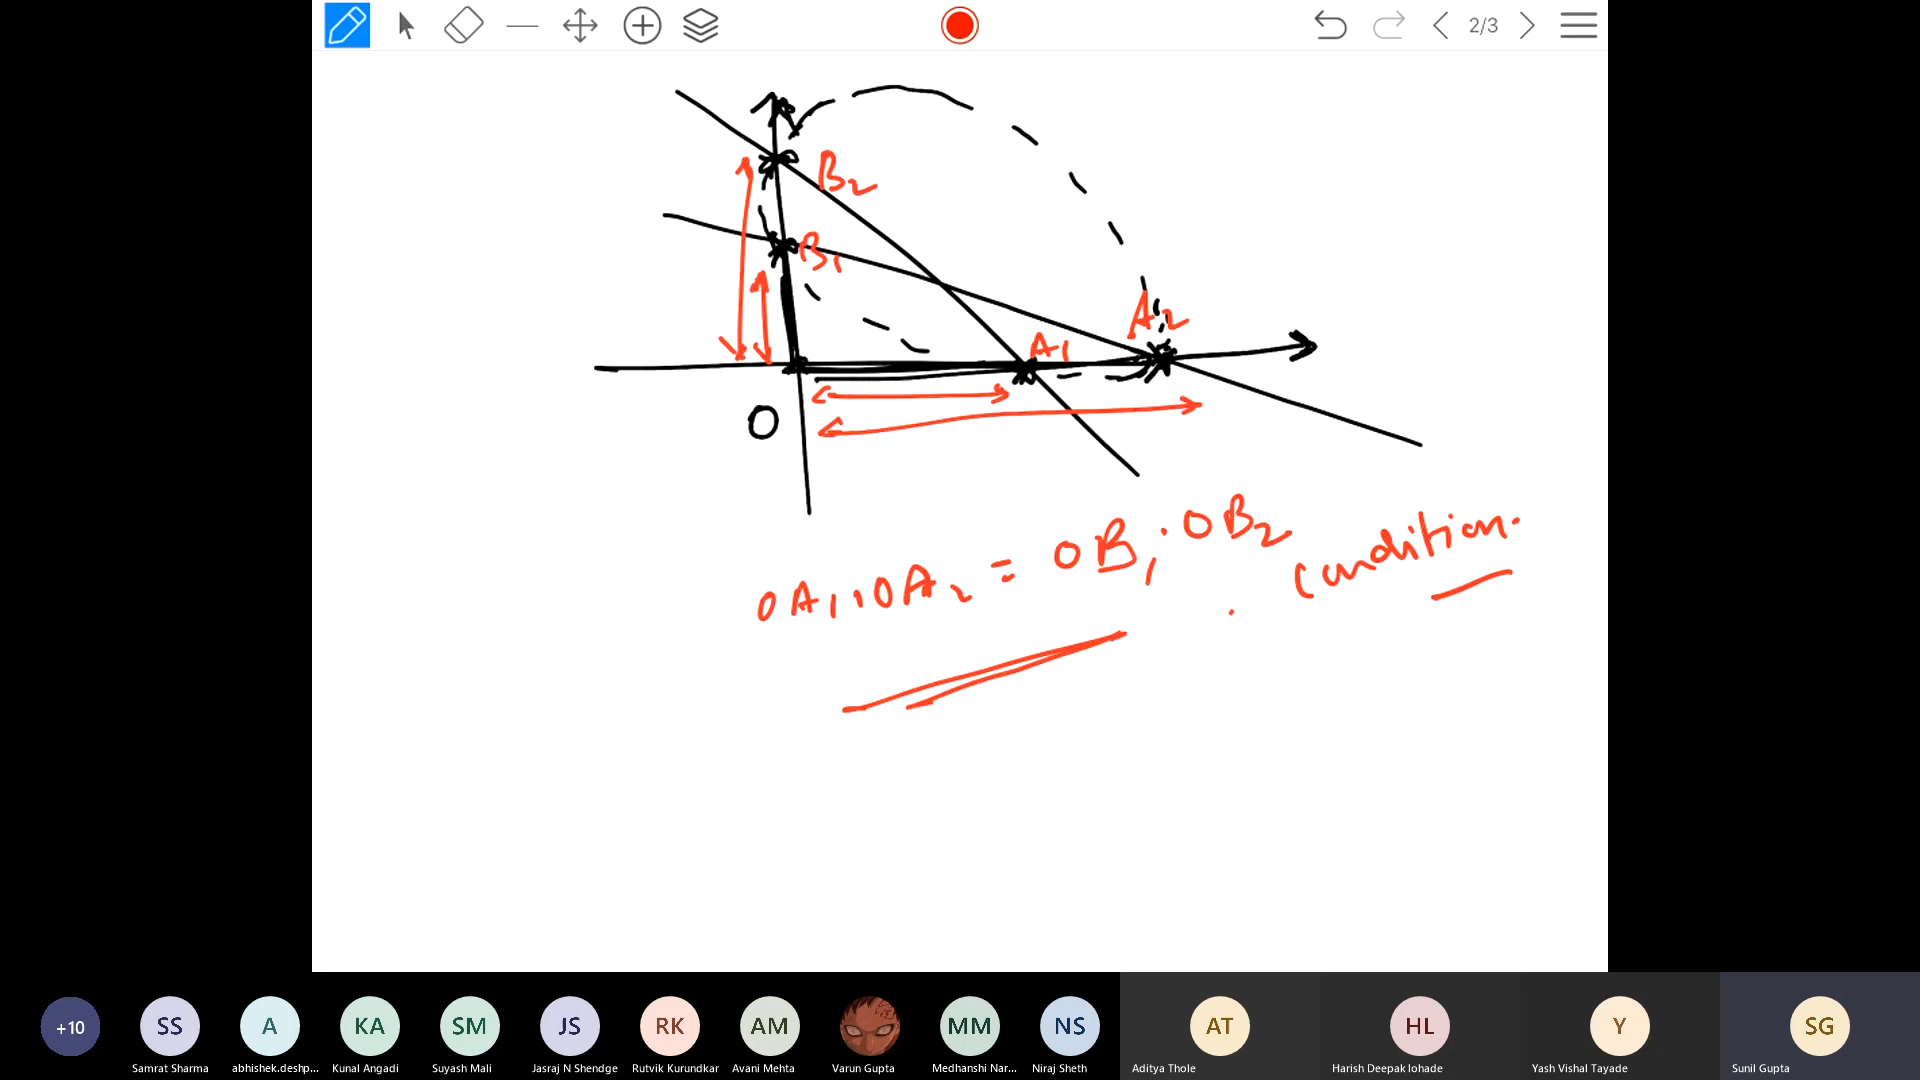 2/3
B2
B1
A1
A2
O
OA1.OA2 = OB1.OB2
condition.
+10
SS
A
KA
SM
JS
RK
AM
MM
NS
AT
HL
Y
SG
Samrat Sharma
abhishek.deshp...
Kunal Angadi
Suyash Mali
Jasraj N Shendge
Rutvik Kurundkar
Avani Mehta
Varun Gupta
Medhanshi Nar...
Niraj Sheth
Aditya Thole
Harish Deepak lohade
Yash Vishal Tayade
Sunil Gupta